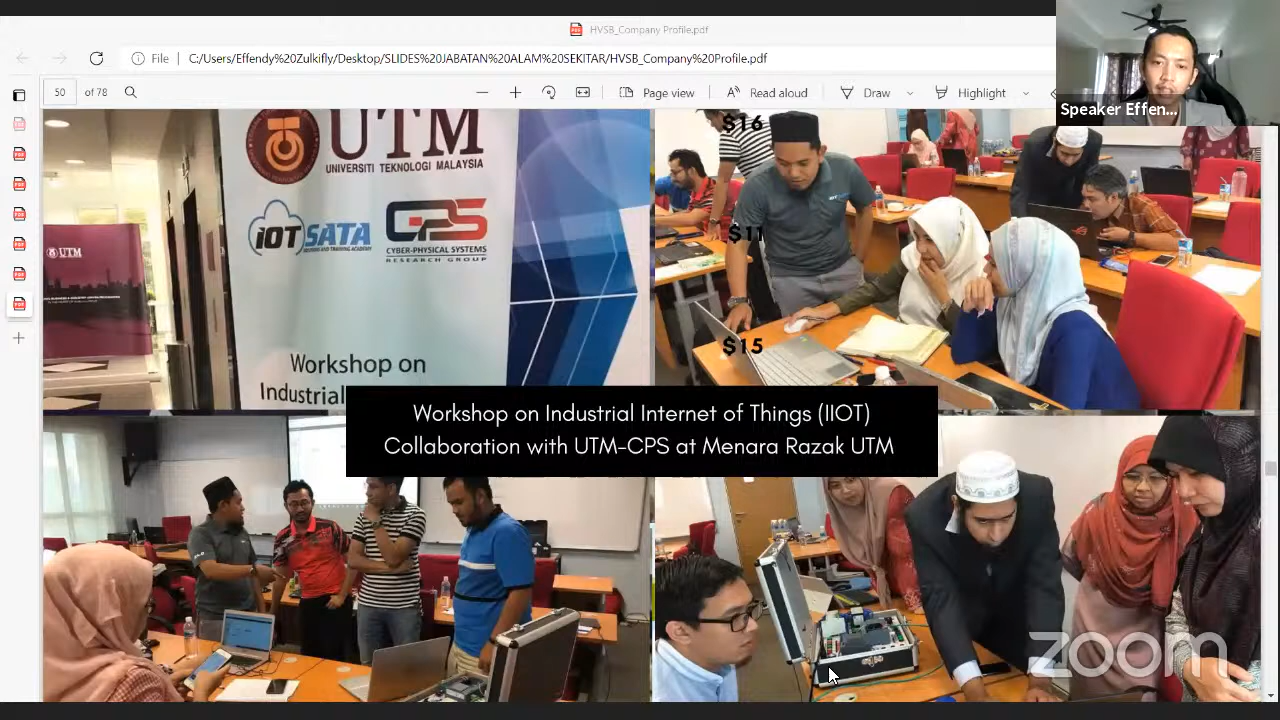 HVSB_Company Profile.pdf
File C:/Users/Effendy%20Zulkifly/Desktop/SLIDES%20JABATAN%20ALAM%20SEKITAR/HVSB_Company%20Profile.pdf
50 of 78 Page view Read aloud Draw Highlight
Speaker Effen...
UTM
UNIVERSITI TEKNOLOGI MALAYSIA
iOT SATA
CPS
CYBER-PHYSICAL SYSTEMS
RESEARCH GROUP
UTM
Workshop on
Industrial
$16
$11
$15
Workshop on Industrial Internet of Things (IIOT)
Collaboration with UTM-CPS at Menara Razak UTM
zoom